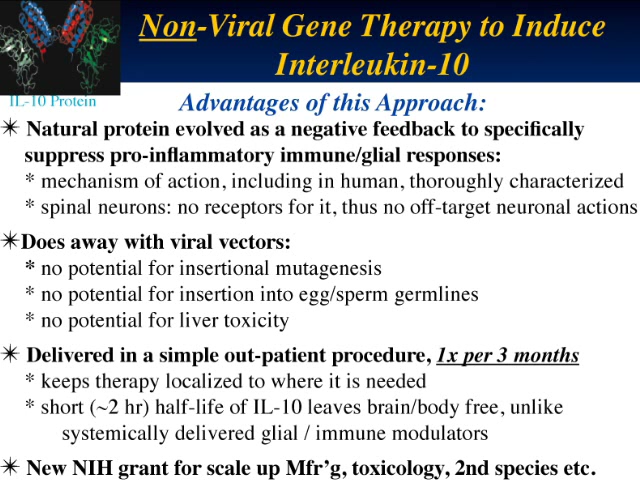 Non-Viral Gene Therapy to Induce
Interleukin-10
IL-10 Protein
Advantages of this Approach:
✴ Natural protein evolved as a negative feedback to specifically
suppress pro-inflammatory immune/glial responses:
* mechanism of action, including in human, thoroughly characterized
* spinal neurons: no receptors for it, thus no off-target neuronal actions
✴Does away with viral vectors:
* no potential for insertional mutagenesis
* no potential for insertion into egg/sperm germlines
* no potential for liver toxicity
✴ Delivered in a simple out-patient procedure, 1x per 3 months
* keeps therapy localized to where it is needed
* short (~2 hr) half-life of IL-10 leaves brain/body free, unlike
systemically delivered glial / immune modulators
✴ New NIH grant for scale up Mfr'g, toxicology, 2nd species etc.